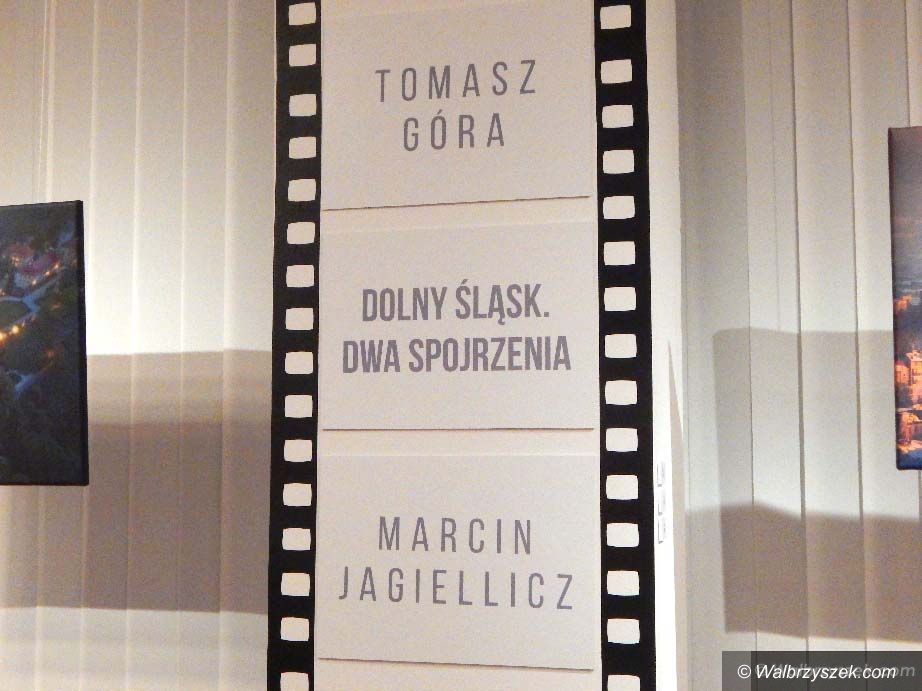 TOMASZ
GÓRA
DOLNY ŚLĄSK.
DWA SPOJRZENIA
MARCIN
JAGIELLICZ
© Walbrzyszek.com